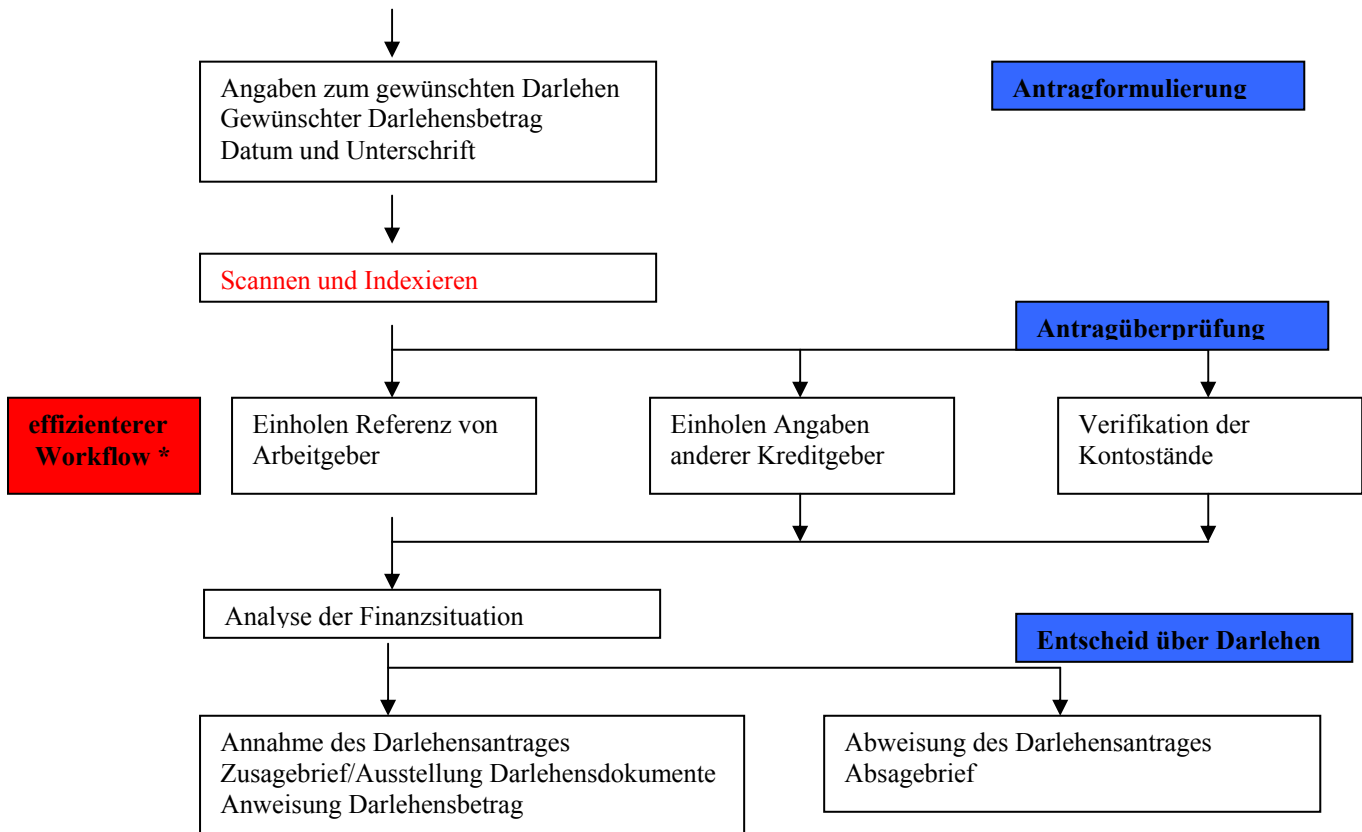 Angaben zum gewünschten Darlehen
Gewünschter Darlehensbetrag
Datum und Unterschrift
Antragformulierung
Scannen und Indexieren
Antragüberprüfung
effizienterer
Workflow *
Einholen Referenz von
Arbeitgeber
Einholen Angaben
anderer Kreditgeber
Verifikation der
Kontostände
Analyse der Finanzsituation
Entscheid über Darlehen
Annahme des Darlehensantrages
Zusagebrief/Ausstellung Darlehensdokumente
Anweisung Darlehensbetrag
Abweisung des Darlehensantrages
Absagebrief